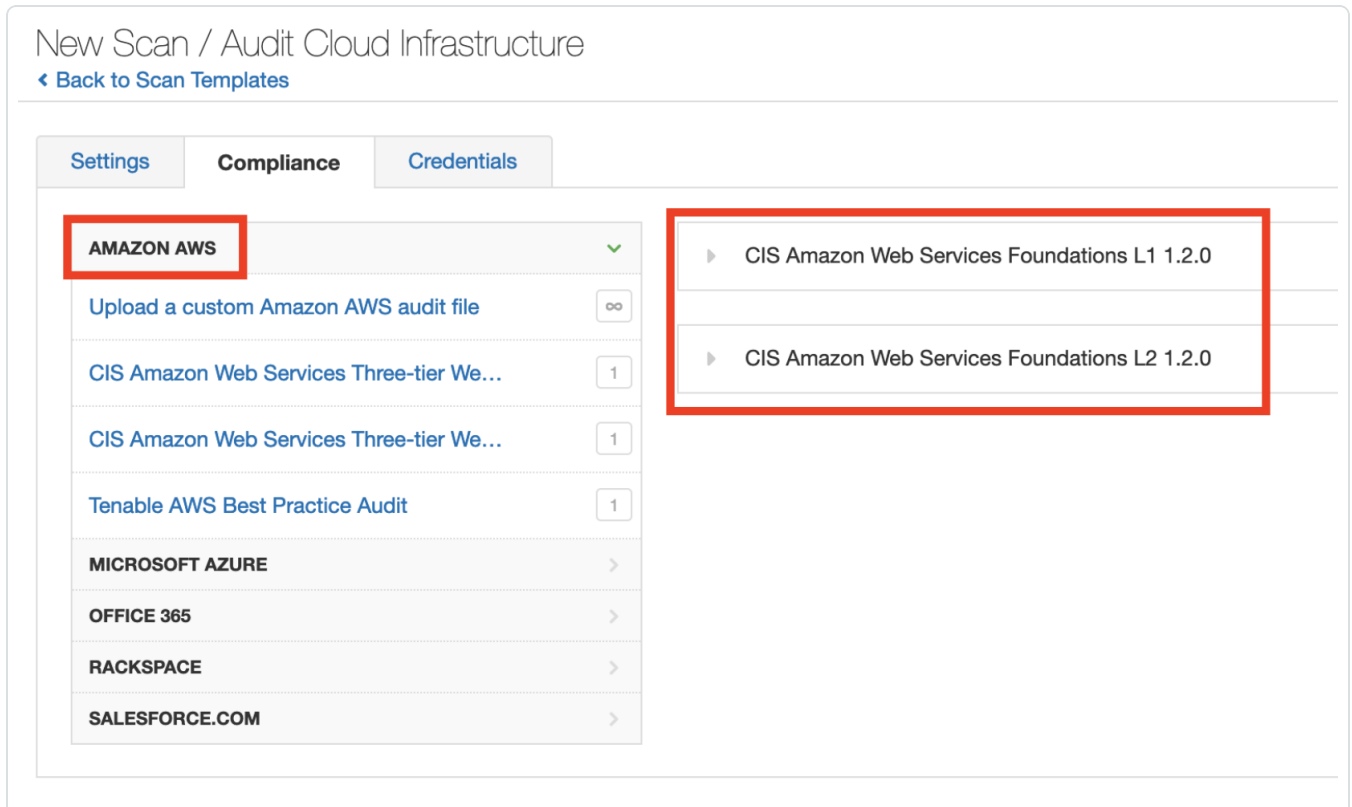 New Scan / Audit Cloud Infrastructure
Back to Scan Templates
Settings
Compliance
Credentials
AMAZON AWS
Upload a custom Amazon AWS audit file
∞
CIS Amazon Web Services Three-tier We...
1
CIS Amazon Web Services Three-tier We...
1
Tenable AWS Best Practice Audit
1
MICROSOFT AZURE
OFFICE 365
RACKSPACE
SALESFORCE.COM
CIS Amazon Web Services Foundations L1 1.2.0
CIS Amazon Web Services Foundations L2 1.2.0